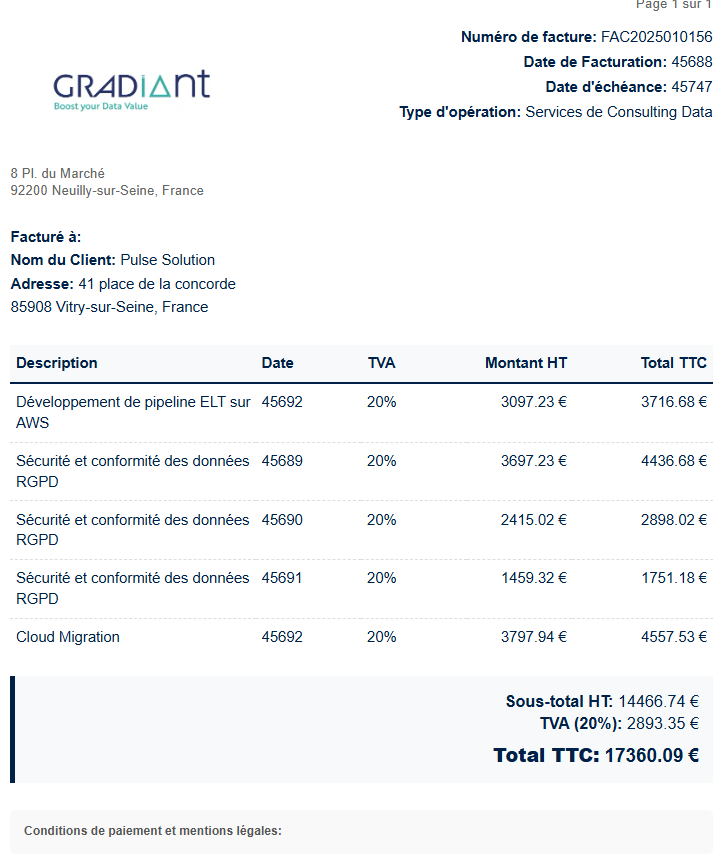 Page 1 sur 1
Numéro de facture: FAC2025010156
Date de Facturation: 45688
Date d'échéance: 45747
Type d'opération: Services de Consulting Data
GRADIANT
Boost your Data Value
8 Pl. du Marché
92200 Neuilly-sur-Seine, France
Facturé à:
Nom du Client: Pulse Solution
Adresse: 41 place de la concorde
85908 Vitry-sur-Seine, France
Description Date TVA Montant HT Total TTC
Développement de pipeline ELT sur 45692 20% 3097.23 € 3716.68 €
AWS
Sécurité et conformité des données 45689 20% 3697.23 € 4436.68 €
RGPD
Sécurité et conformité des données 45690 20% 2415.02 € 2898.02 €
RGPD
Sécurité et conformité des données 45691 20% 1459.32 € 1751.18 €
RGPD
Cloud Migration 45692 20% 3797.94 € 4557.53 €
Sous-total HT: 14466.74 €
TVA (20%): 2893.35 €
Total TTC: 17360.09 €
Conditions de paiement et mentions légales: